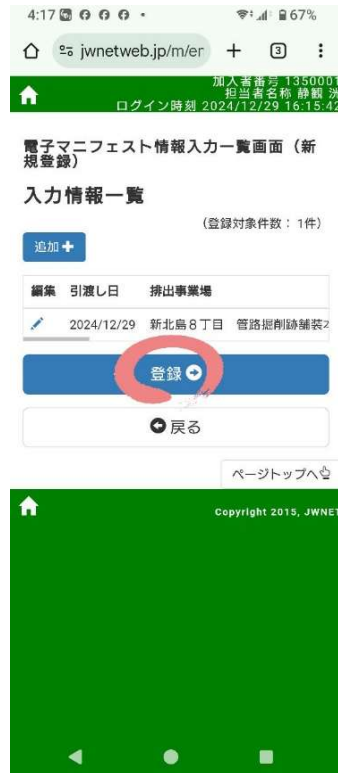 4:17
67%
jwnetweb.jp/m/er
3
加入者番号 1350001
担当者名称 静観 洸
ログイン時刻 2024/12/29 16:15:42
電子マニフェスト情報入力一覧画面（新
規登録）
入力情報一覧
（登録対象件数： 1件）
追加
編集 引渡し日 排出事業場
2024/12/29 新北島８丁目 管路掘削跡舗装2
登録
戻る
ページトップへ
Copyright 2015, JWNET